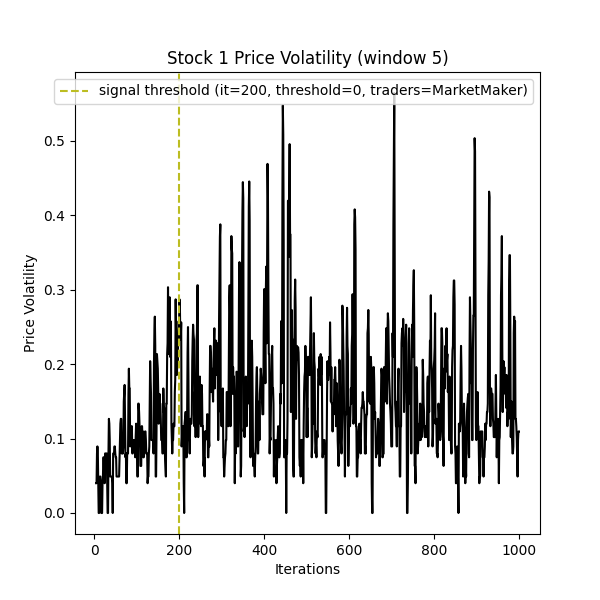 Stock 1 Price Volatility (window 5)
signal threshold (it=200, threshold=0, traders=MarketMaker)
0.5
0.4
0.3
0.2
0.1
0.0
Price Volatility
0 200 400 600 800 1000
Iterations